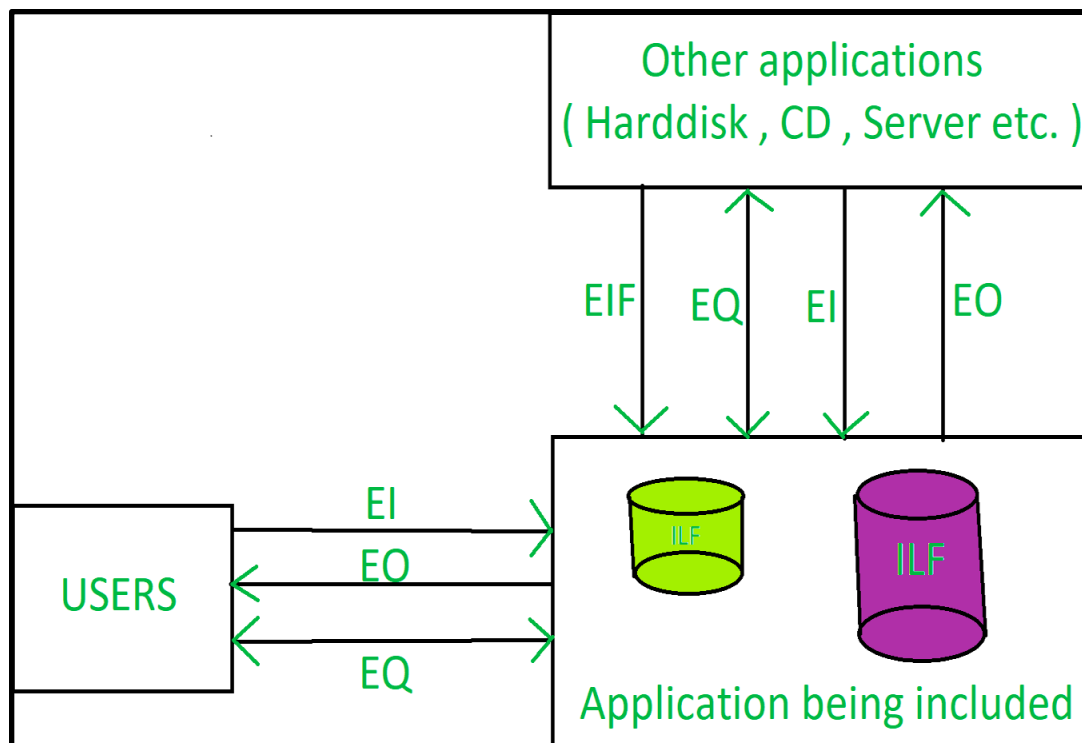 Other applications
( Harddisk , CD , Server etc. )
EIF
EQ
EI
EO
EI
EO
EQ
USERS
ILF
ILF
Application being included